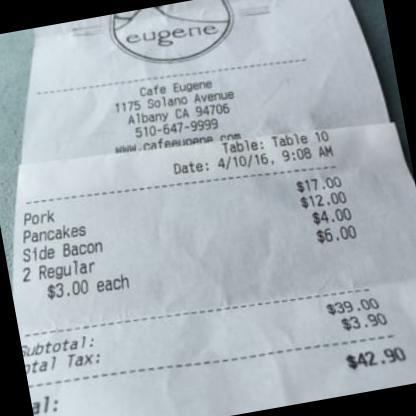 eugene
Cafe Eugene
1175 Solano Avenue
Albany CA 94706
510-647-9999
www.cafeeugene.com
Table: Table 10
Date: 4/10/16, 9:08 AM
Pork $17.00
Pancakes $12.00
Side Bacon $4.00
2 Regular $6.00
$3.00 each
Subtotal: $39.00
otal Tax: $3.90
al: $42.90